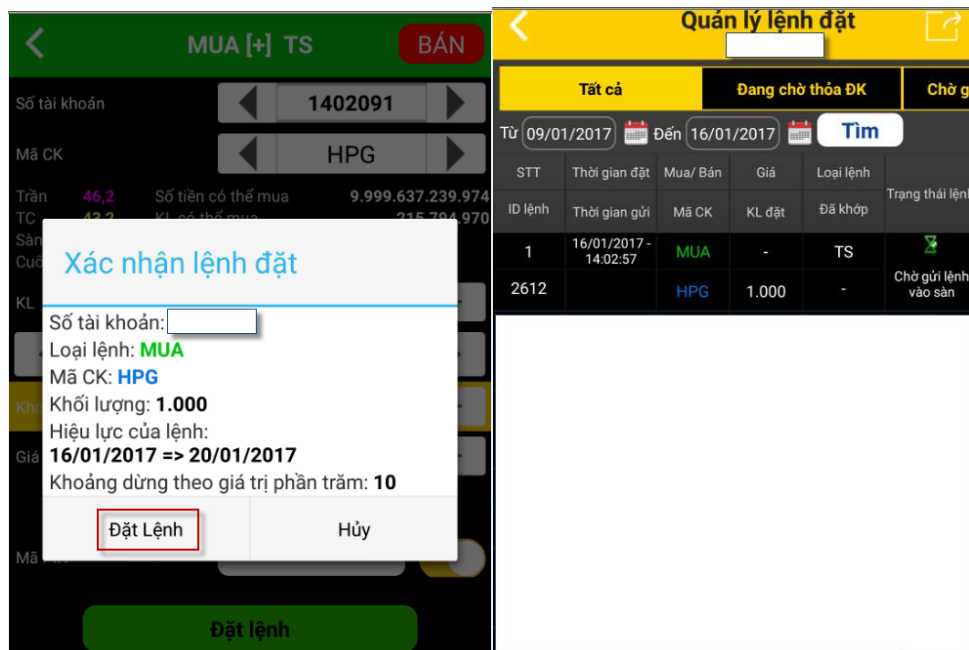 MUA [+] TS
BÁN
Số tài khoản
1402091
Mã CK
HPG
Trần 46,2 Số tiền có thể mua 9.999.637.239.974
TC 43,2 KL có thể mua 215.794.970
Sàn
KL
Giá
Mã
Xác nhận lệnh đặt
Số tài khoản:
Loại lệnh: MUA
Mã CK: HPG
Khối lượng: 1.000
Hiệu lực của lệnh:
16/01/2017 => 20/01/2017
Khoảng dừng theo giá trị phần trăm: 10
Đặt Lệnh
Hủy
Đặt lệnh
Quản lý lệnh đặt
Tất cả
Đang chờ thỏa ĐK
Chờ g
Từ 09/01/2017 Đến 16/01/2017 Tìm
STT Thời gian đặt Mua/ Bán Giá Loại lệnh
Trạng thái lệnh
ID lệnh Thời gian gửi Mã CK KL đặt Đã khớp
1 16/01/2017 - MUA - TS
14:02:57
2612 HPG 1.000 - Chờ gửi lệnh
vào sàn